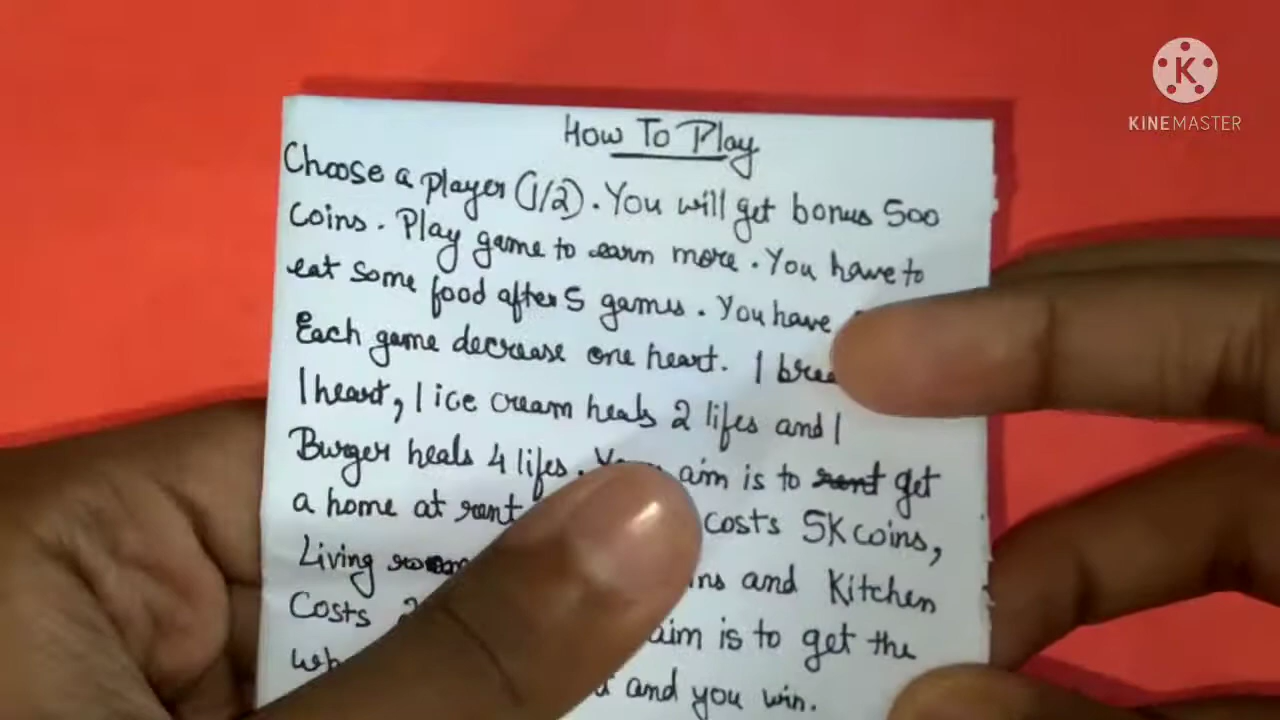 How To Play
Choose a player (1/2). You will get bonus 500
coins. Play game to earn more. You have to
eat some food after 5 games. You have
Each game decrease one heart. 1
1 heart, 1 ice cream heals 2 lifes and 1
Burger heals 4 lifes. aim is to rent get
a home at rent costs 5K coins,
Living and Kitchen
Costs aim is to get the
and you win.
K
KINEMASTER